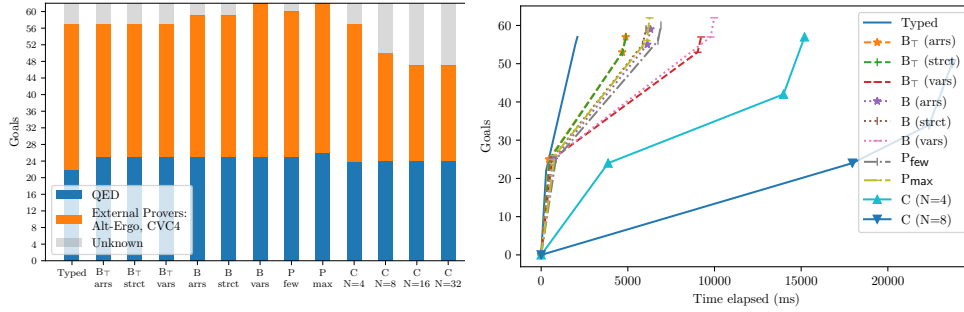 Goals
60
56
52
48
44
40
36
32
28
24
20
16
12
8
4
0
QED
External Provers:
Alt-Ergo, CVC4
Unknown
Typed B⊤ B⊤ B⊤ B B B P P C C C C
arrs strct vars arrs strct vars few max N=4 N=8 N=16 N=32
Goals
60
50
40
30
20
10
0
0 5000 10000 15000 20000
Time elapsed (ms)
Typed
B⊤ (arrs)
B⊤ (strct)
B⊤ (vars)
B (arrs)
B (strct)
B (vars)
Pfew
Pmax
C (N=4)
C (N=8)